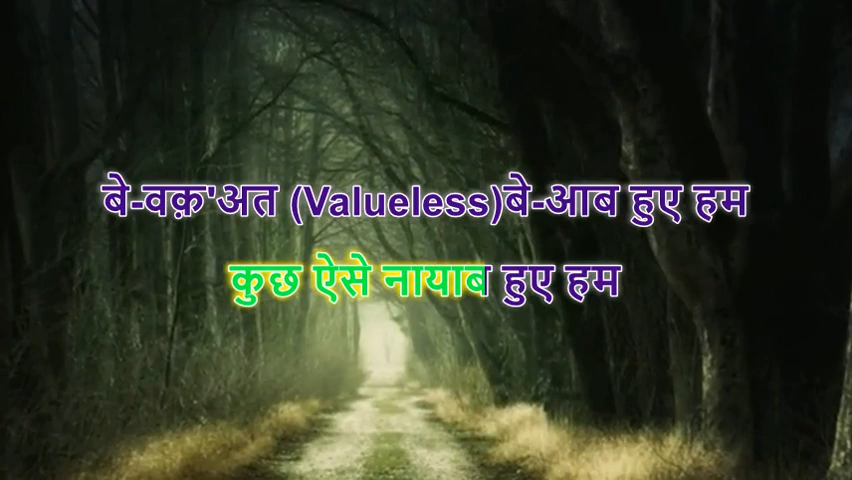 बे-वक़'अत (Valueless)बे-आब हुए हम
कुछ ऐसे नायाब हुए हम